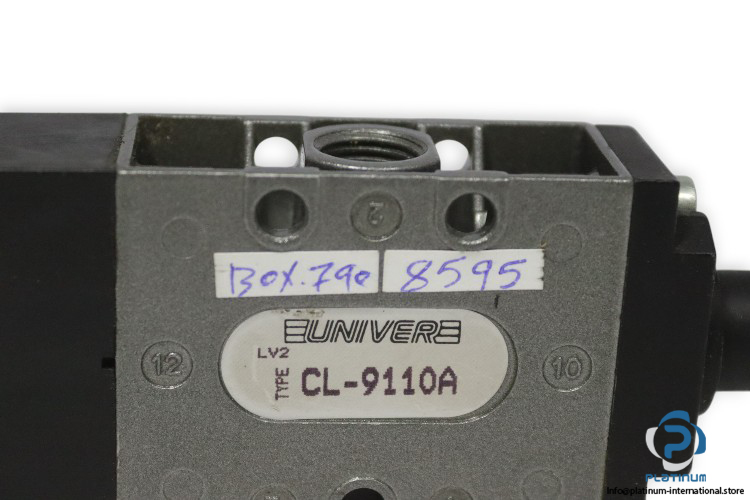 2
BOX.790 8595
UNIVER
LV2
12 TYPE CL-9110A 10
PLATINUM
info@platinum-international.store